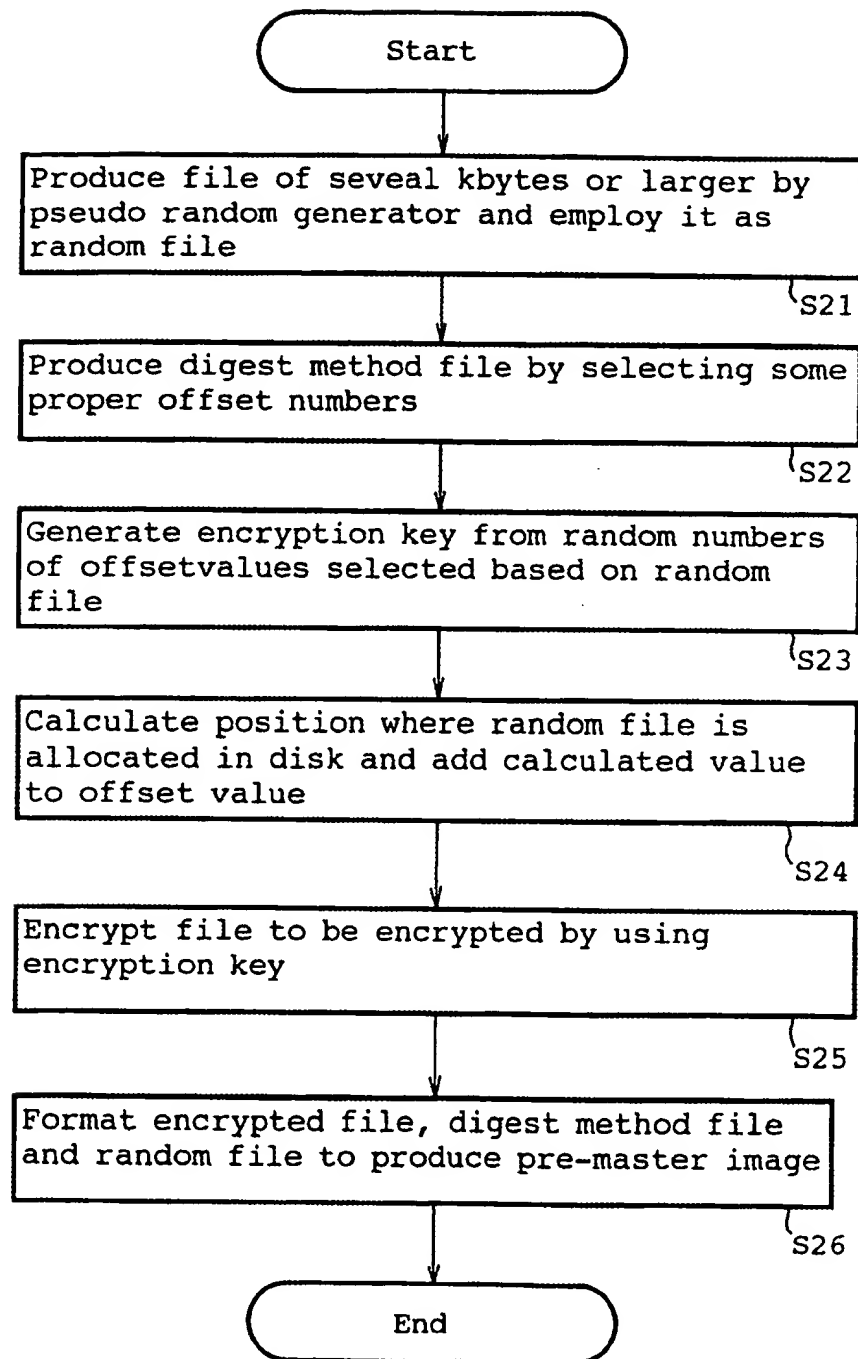 Start
Produce file of seveal kbytes or larger by
pseudo random generator and employ it as
random file
S21
Produce digest method file by selecting some
proper offset numbers
S22
Generate encryption key from random numbers
of offsetvalues selected based on random
file
S23
Calculate position where random file is
allocated in disk and add calculated value
to offset value
S24
Encrypt file to be encrypted by using
encryption key
S25
Format encrypted file, digest method file
and random file to produce pre-master image
S26
End